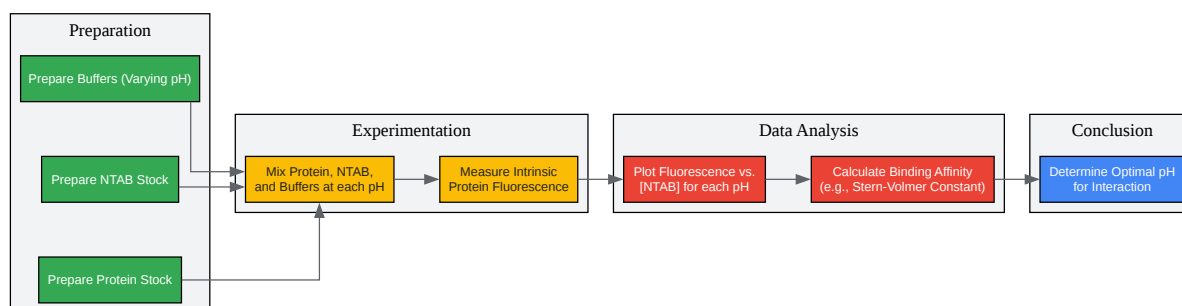 Preparation
Prepare Buffers (Varying pH)
Prepare NTAB Stock
Prepare Protein Stock
Experimentation
Mix Protein, NTAB,
and Buffers at each pH
Measure Intrinsic
Protein Fluorescence
Data Analysis
Plot Fluorescence vs.
[NTAB] for each pH
Calculate Binding Affinity
(e.g., Stern-Volmer Constant)
Conclusion
Determine Optimal pH
for Interaction